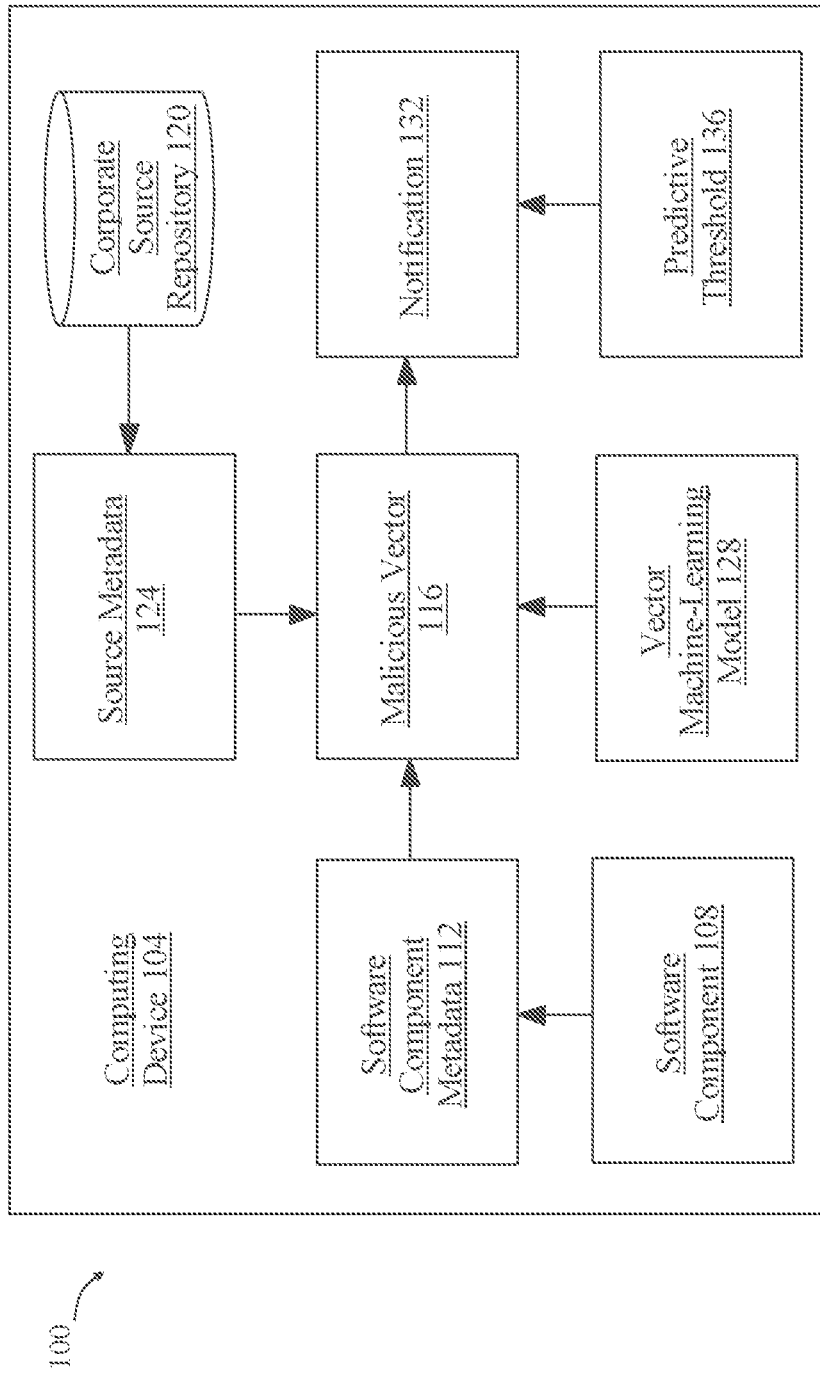 100
Computing
Device 104
Source Metadata
124
Corporate
Source
Repository 120
Software
Component
Metadata 112
Malicious Vector
116
Notification 132
Software
Component 108
Vector
Machine-Learning
Model 128
Predictive
Threshold 136